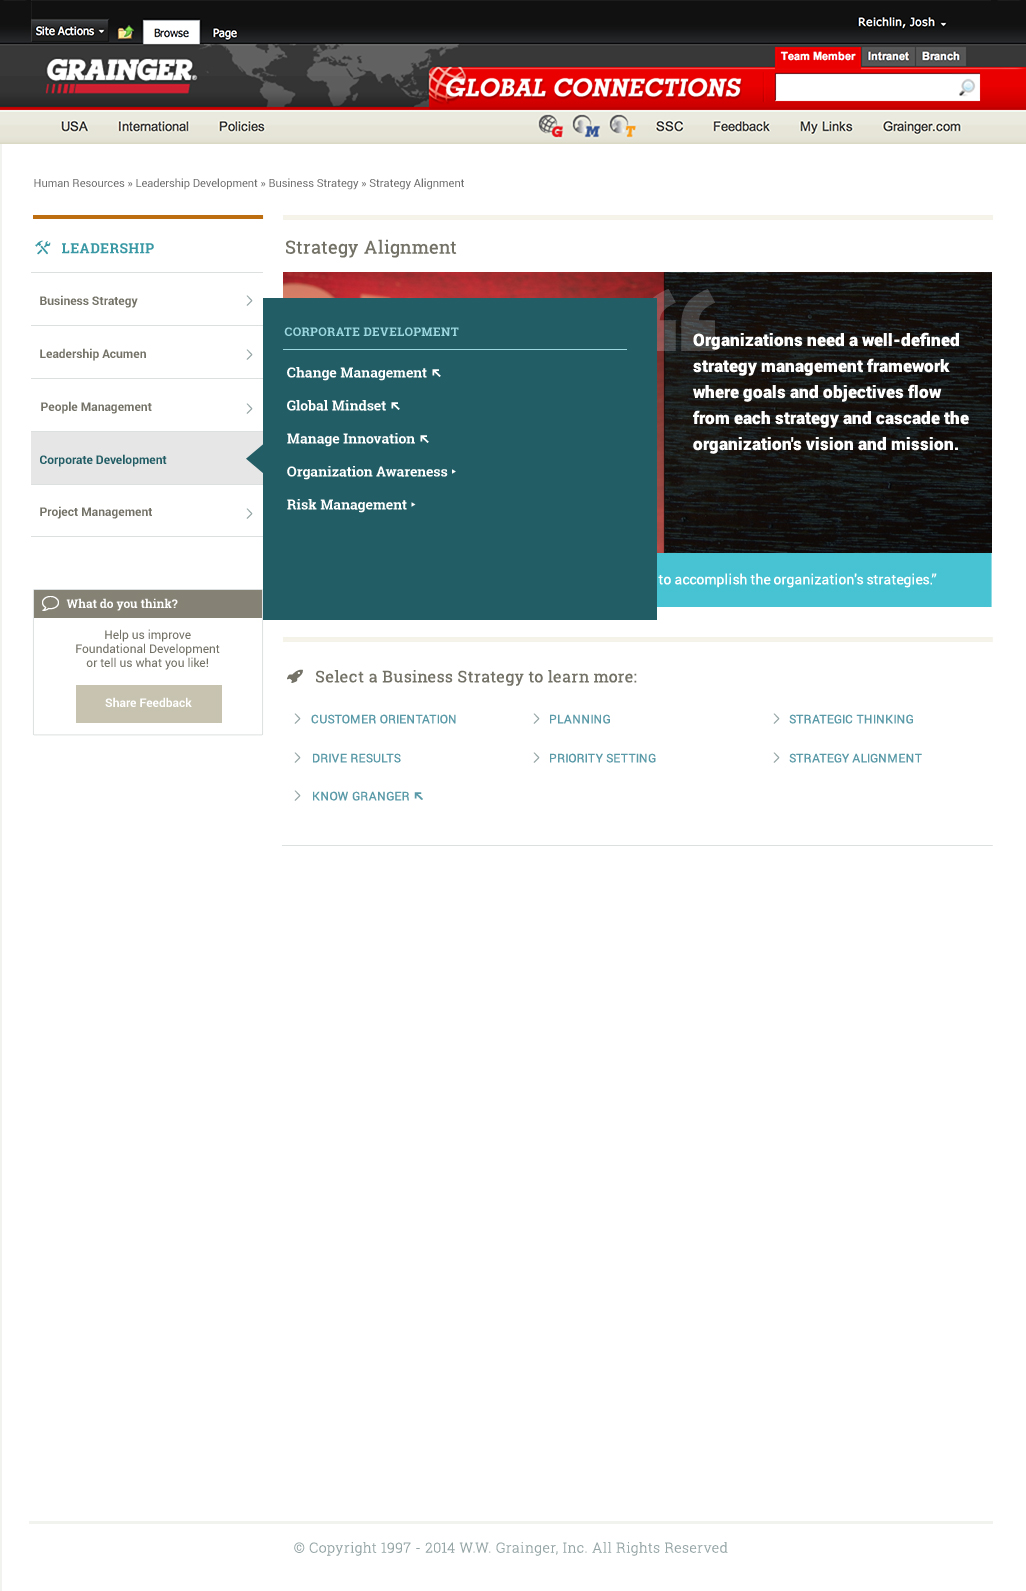 Site Actions
Browse
Page
Reichlin, Josh
GRAINGER®
GLOBAL CONNECTIONS
Team Member
Intranet
Branch
USA
International
Policies
G
M
T
SSC
Feedback
My Links
Grainger.com
Human Resources » Leadership Development » Business Strategy » Strategy Alignment
LEADERSHIP
Business Strategy
Leadership Acumen
People Management
Corporate Development
Project Management
What do you think?
Help us improve
Foundational Development
or tell us what you like!
Share Feedback
Strategy Alignment
CORPORATE DEVELOPMENT
Change Management
Global Mindset
Manage Innovation
Organization Awareness
Risk Management
“
Organizations need a well-defined
strategy management framework
where goals and objectives flow
from each strategy and cascade the
organization's vision and mission.
to accomplish the organization's strategies.”
Select a Business Strategy to learn more:
CUSTOMER ORIENTATION
PLANNING
STRATEGIC THINKING
DRIVE RESULTS
PRIORITY SETTING
STRATEGY ALIGNMENT
KNOW GRANGER
© Copyright 1997 - 2014 W.W. Grainger, Inc. All Rights Reserved